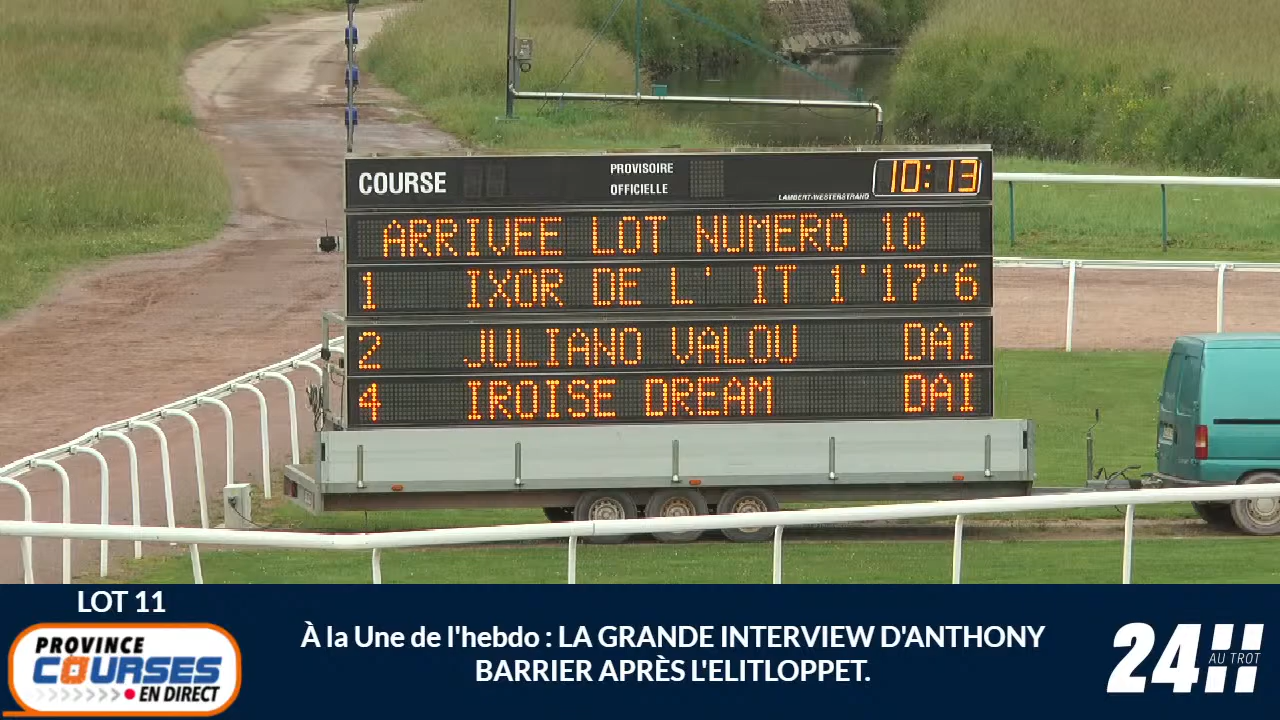 COURSE
PROVISOIRE
OFFICIELLE
LAMBERT-WESTERSTRAND
10:13
ARRIVEE LOT NUMERO 10
1 IXOR DE L' IT 1'17"6
2 JULIANO VALOU DAI
4 IROISE DREAM DAI
LOT 11
PROVINCE
COURSES
EN DIRECT
À la Une de l'hebdo : LA GRANDE INTERVIEW D'ANTHONY
BARRIER APRÈS L'ELITLOPPET.
24H
AU TROT